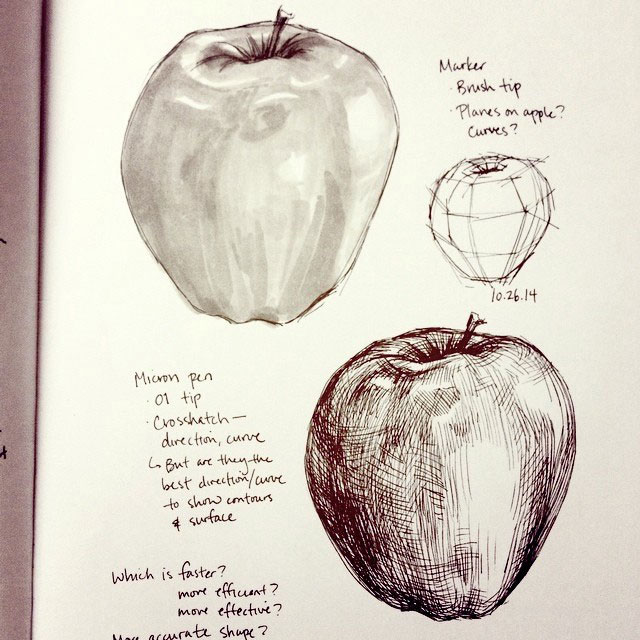 Marker
· Brush tip
· Planes on apple?
curves?
10.26.14
Micron pen
· 01 tip
· Crosshatch —
direction, curve
↳ But are they the
best direction/curve
to show contours
& surface
Which is faster?
more efficient?
more effective?
More accurate shape?